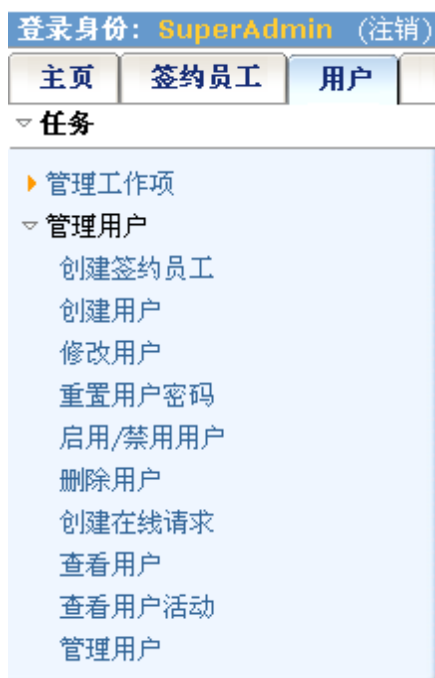 登录身份: SuperAdmin (注销)
主页 签约员工 用户
任务
管理工作项
管理用户
创建签约员工
创建用户
修改用户
重置用户密码
启用/禁用用户
删除用户
创建在线请求
查看用户
查看用户活动
管理用户